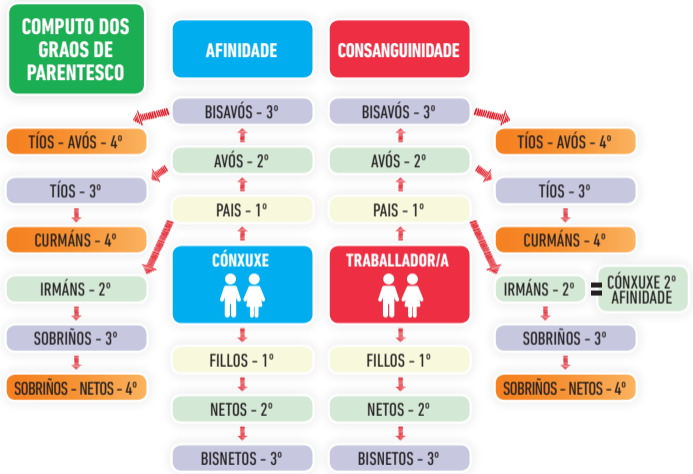 COMPUTO DOS
GRAOS DE
PARENTESCO
AFINIDADE
CONSANGUINIDADE
BISAVÓS - 3º
BISAVÓS - 3º
TÍOS - AVÓS - 4º
TÍOS - AVÓS - 4º
AVÓS - 2º
AVÓS - 2º
TÍOS - 3º
TÍOS - 3º
PAIS - 1º
PAIS - 1º
CURMÁNS - 4º
CURMÁNS - 4º
CÓNXUXE
TRABALLADOR/A
IRMÁNS - 2º
IRMÁNS - 2º
=
CÓNXUXE 2º
AFINIDADE
SOBRIÑOS - 3º
SOBRIÑOS - 3º
FILLOS - 1º
FILLOS - 1º
SOBRIÑOS - NETOS - 4º
SOBRIÑOS - NETOS - 4º
NETOS - 2º
NETOS - 2º
BISNETOS - 3º
BISNETOS - 3º